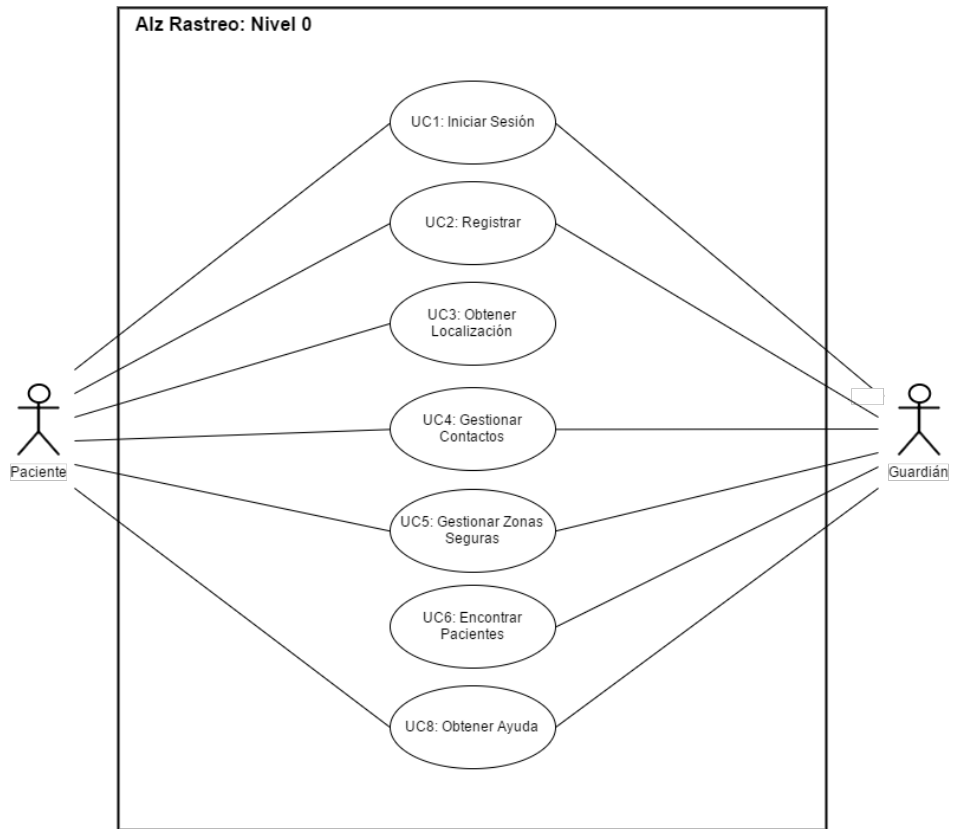 Alz Rastreo: Nivel 0
UC1: Iniciar Sesión
UC2: Registrar
UC3: Obtener
Localización
UC4: Gestionar
Contactos
Paciente
Guardián
UC5: Gestionar Zonas
Seguras
UC6: Encontrar
Pacientes
UC8: Obtener Ayuda